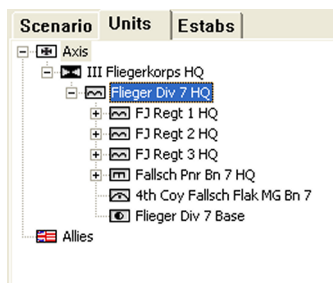 Scenario Units Estabs
Axis
III Fliegerkorps HQ
Flieger Div 7 HQ
FJ Regt 1 HQ
FJ Regt 2 HQ
FJ Regt 3 HQ
Fallsch Pnr Bn 7 HQ
4th Coy Fallsch Flak MG Bn 7
Flieger Div 7 Base
Allies